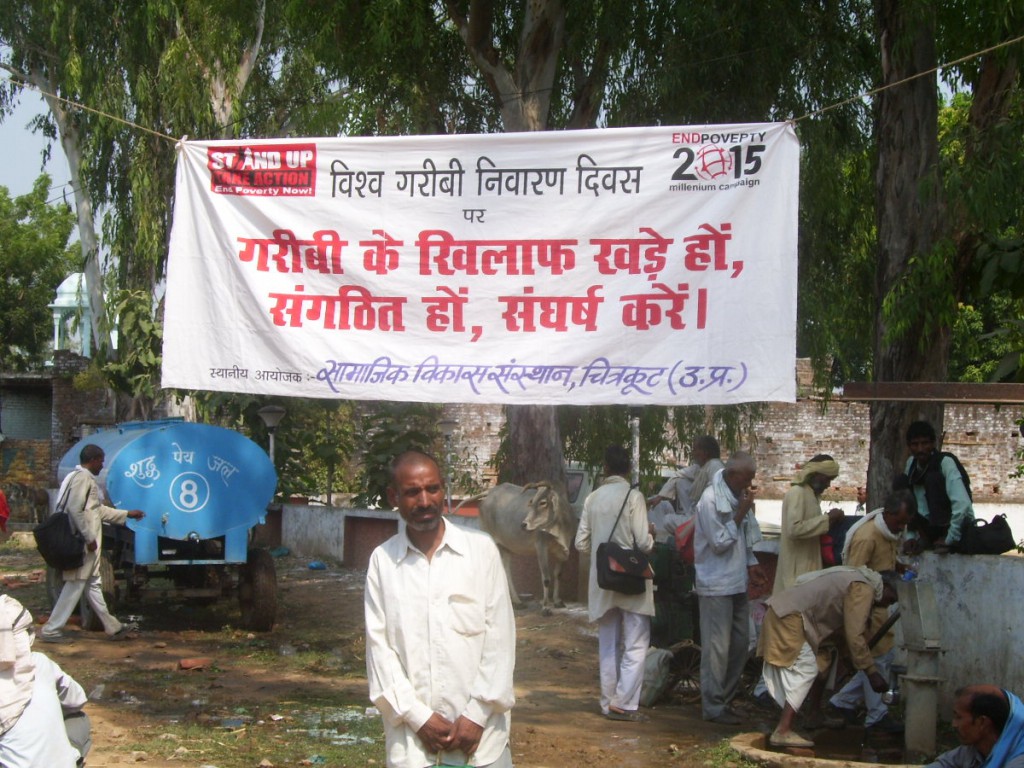 STAND UP
TAKE ACTION
End Poverty Now!
विश्व गरीबी निवारण दिवस
ENDPOVEPTY
2015
millenium campaign
पर
गरीबी के खिलाफ खड़े हों,
संगठित हों, संघर्ष करें।
स्थानीय आयोजक :- सामाजिक विकास संस्थान, चित्रकूट (उ.प्र.)
शुद्ध पेय जल
8